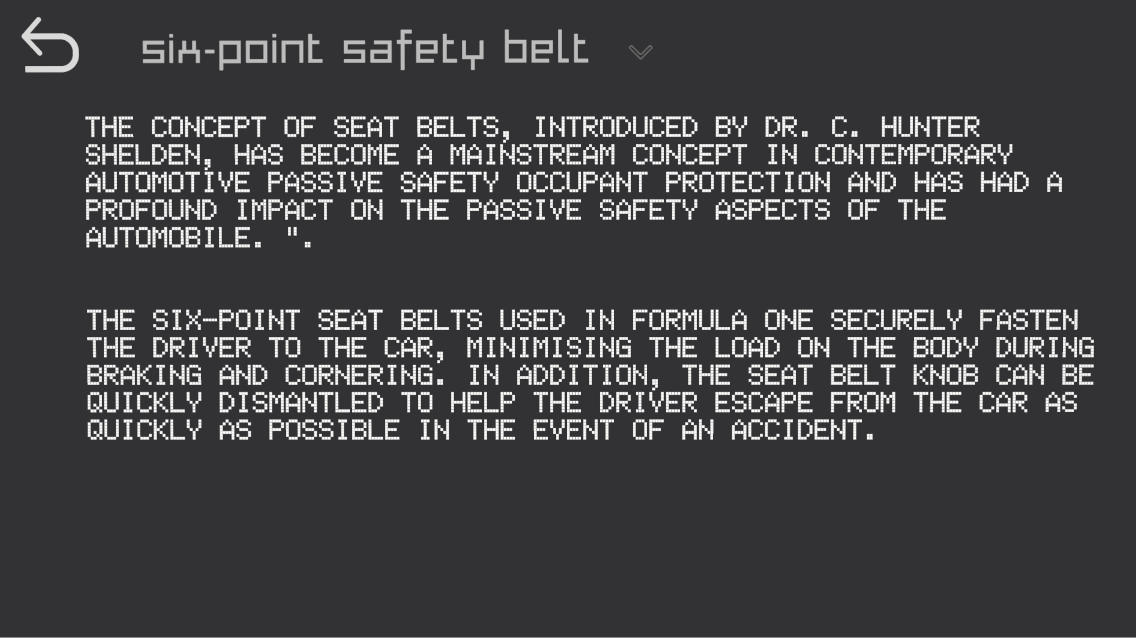 six-point safety belt
THE CONCEPT OF SEAT BELTS, INTRODUCED BY DR. C. HUNTER
SHELDEN, HAS BECOME A MAINSTREAM CONCEPT IN CONTEMPORARY
AUTOMOTIVE PASSIVE SAFETY OCCUPANT PROTECTION AND HAS HAD A
PROFOUND IMPACT ON THE PASSIVE SAFETY ASPECTS OF THE
AUTOMOBILE. ".
THE SIX-POINT SEAT BELTS USED IN FORMULA ONE SECURELY FASTEN
THE DRIVER TO THE CAR, MINIMISING THE LOAD ON THE BODY DURING
BRAKING AND CORNERING. IN ADDITION, THE SEAT BELT KNOB CAN BE
QUICKLY DISMANTLED TO HELP THE DRIVER ESCAPE FROM THE CAR AS
QUICKLY AS POSSIBLE IN THE EVENT OF AN ACCIDENT.